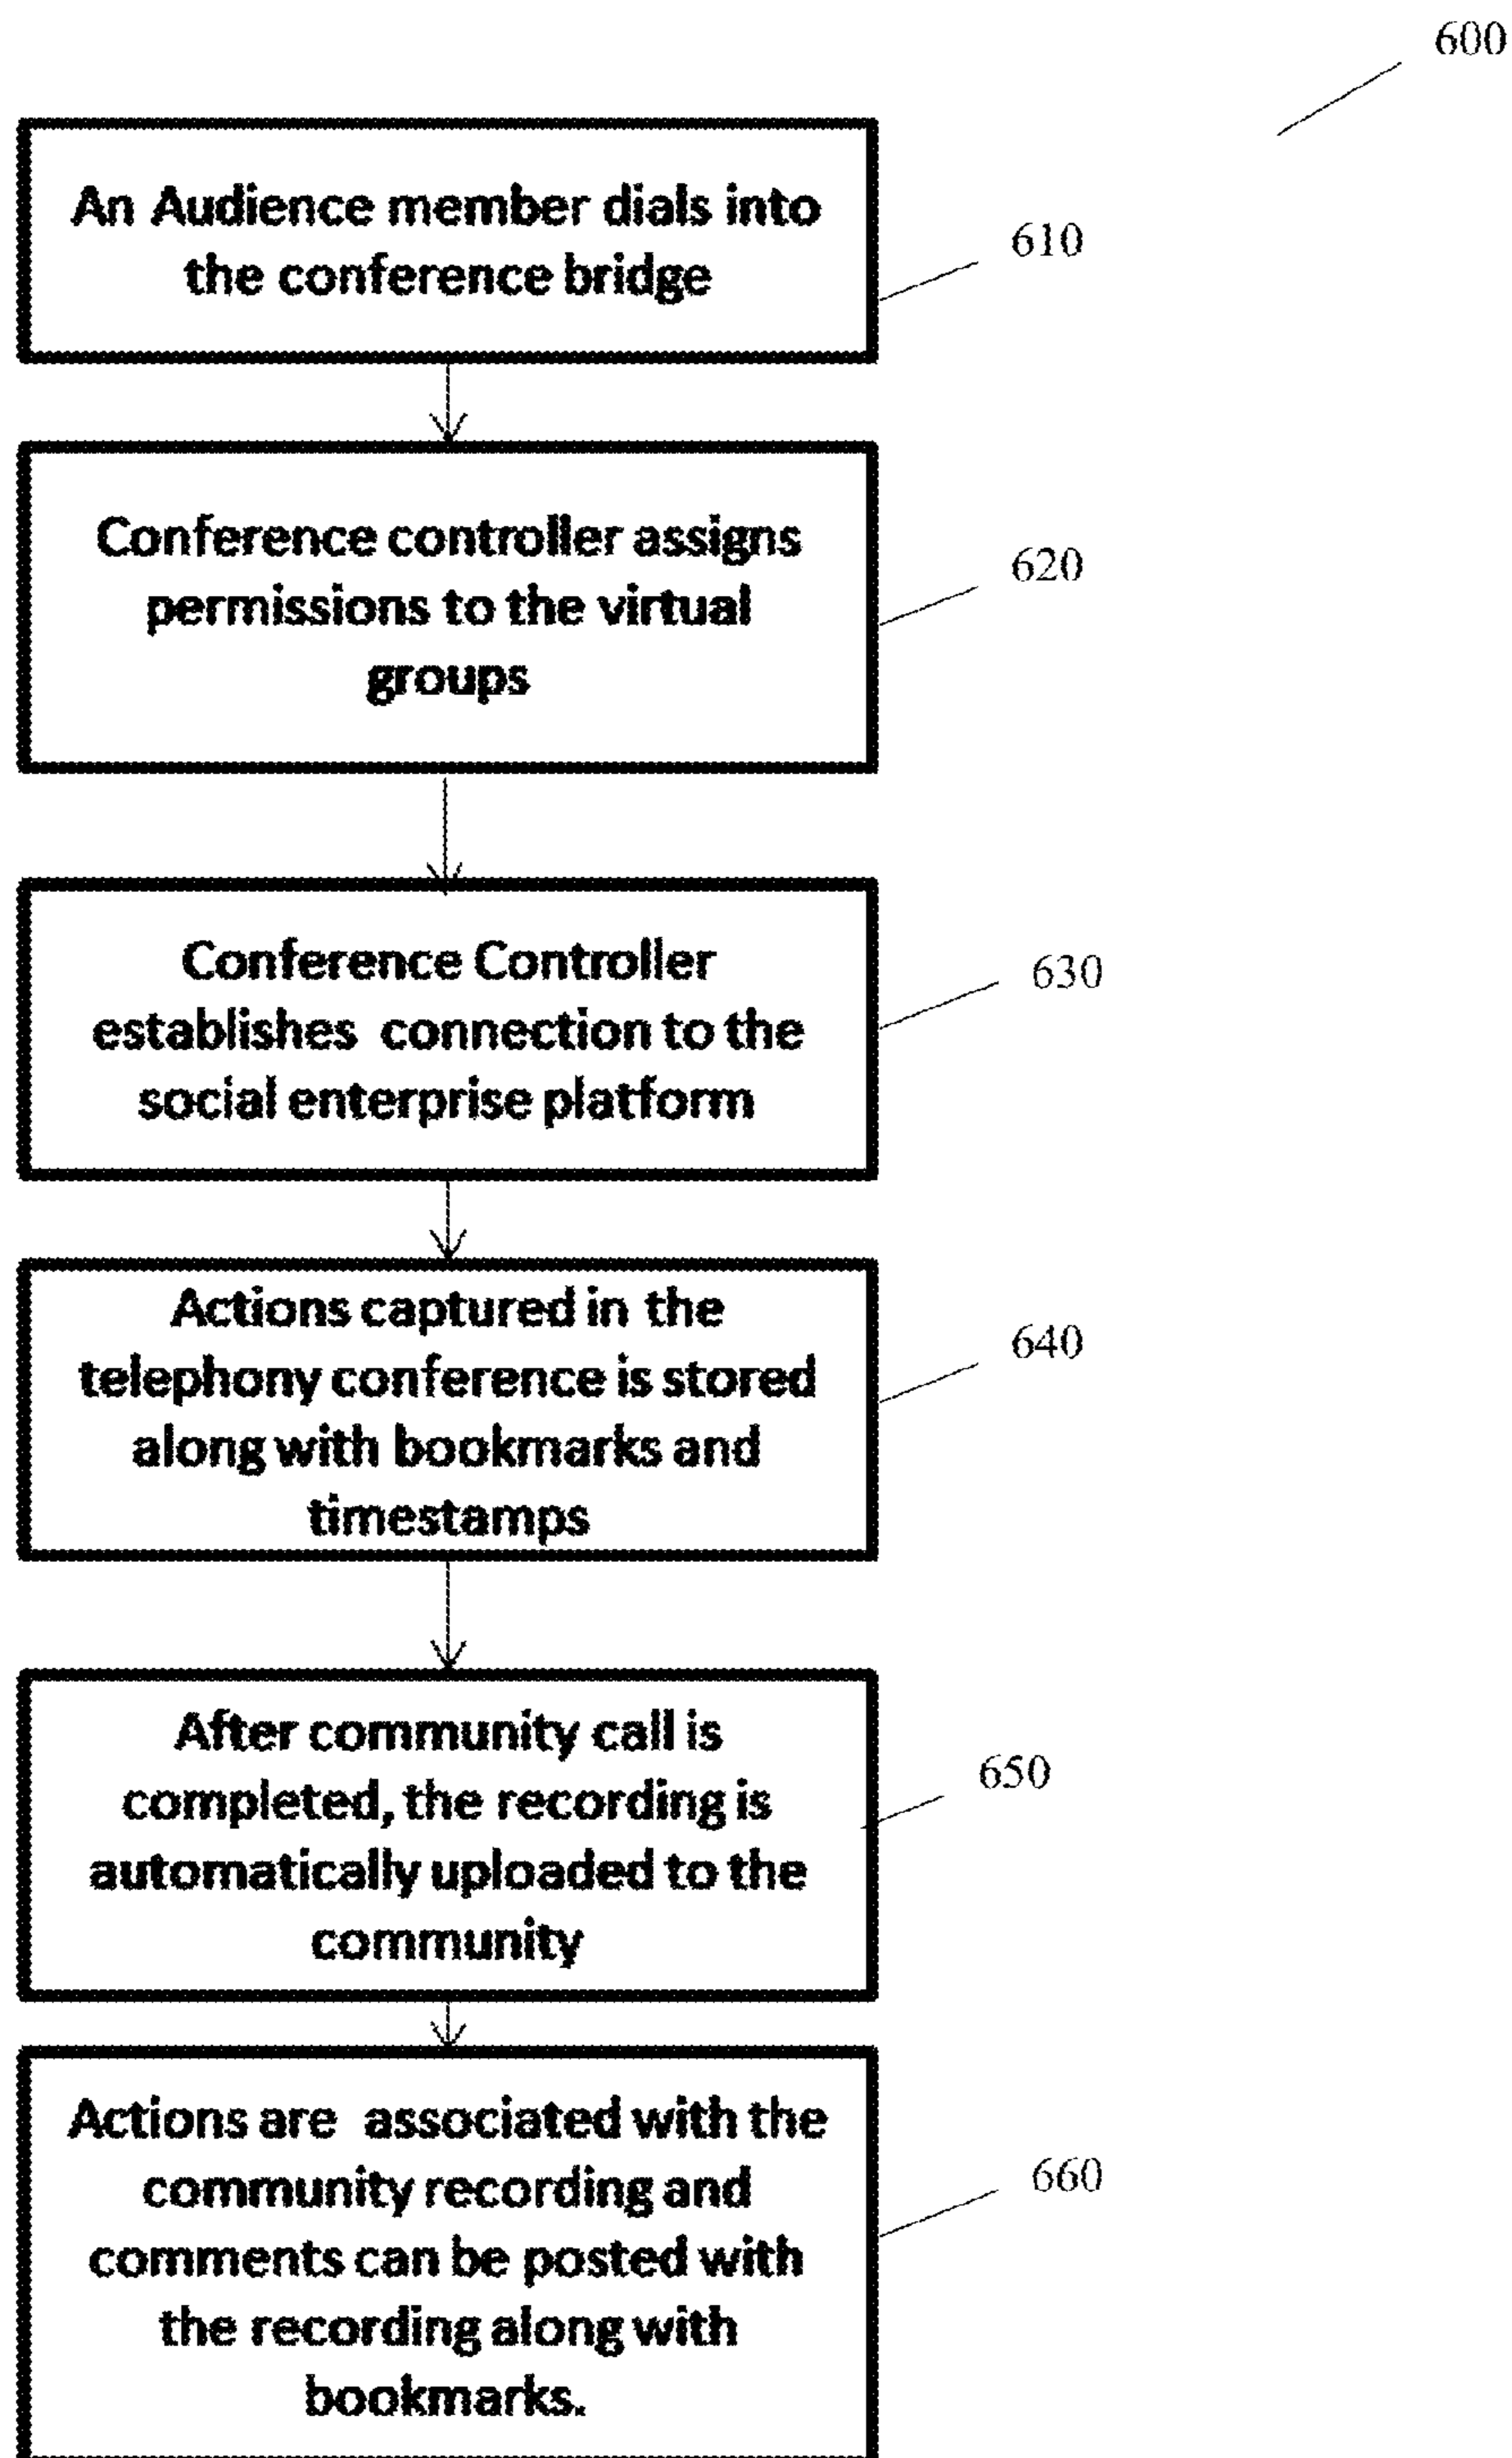 600
An Audience member dials into
the conference bridge
610
Conference controller assigns
permissions to the virtual
groups
620
Conference Controller
establishes connection to the
social enterprise platform
630
Actions captured in the
telephony conference is stored
along with bookmarks and
timestamps
640
After community call is
completed, the recording is
automatically uploaded to the
community
650
Actions are associated with the
community recording and
comments can be posted with
the recording along with
bookmarks.
660